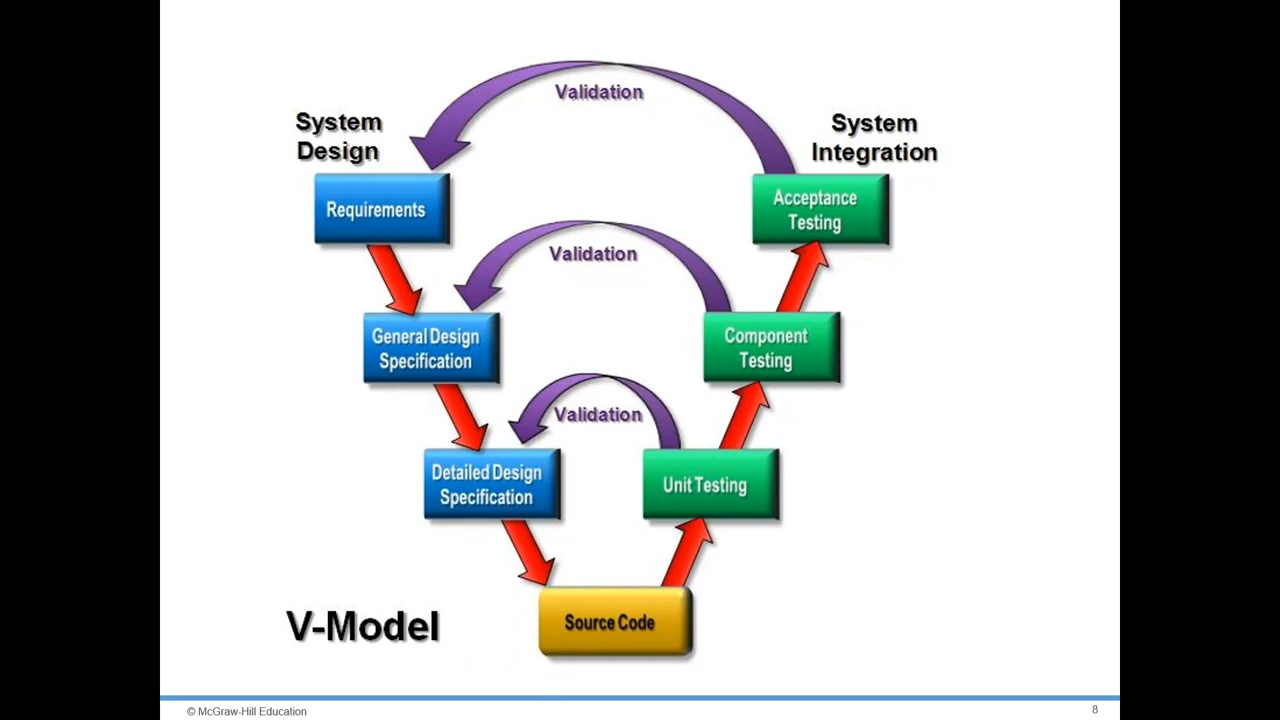 Validation
System
Design
System
Integration
Requirements
Acceptance
Testing
Validation
General Design
Specification
Component
Testing
Validation
Detailed Design
Specification
Unit Testing
Source Code
V-Model
© McGraw-Hill Education
8